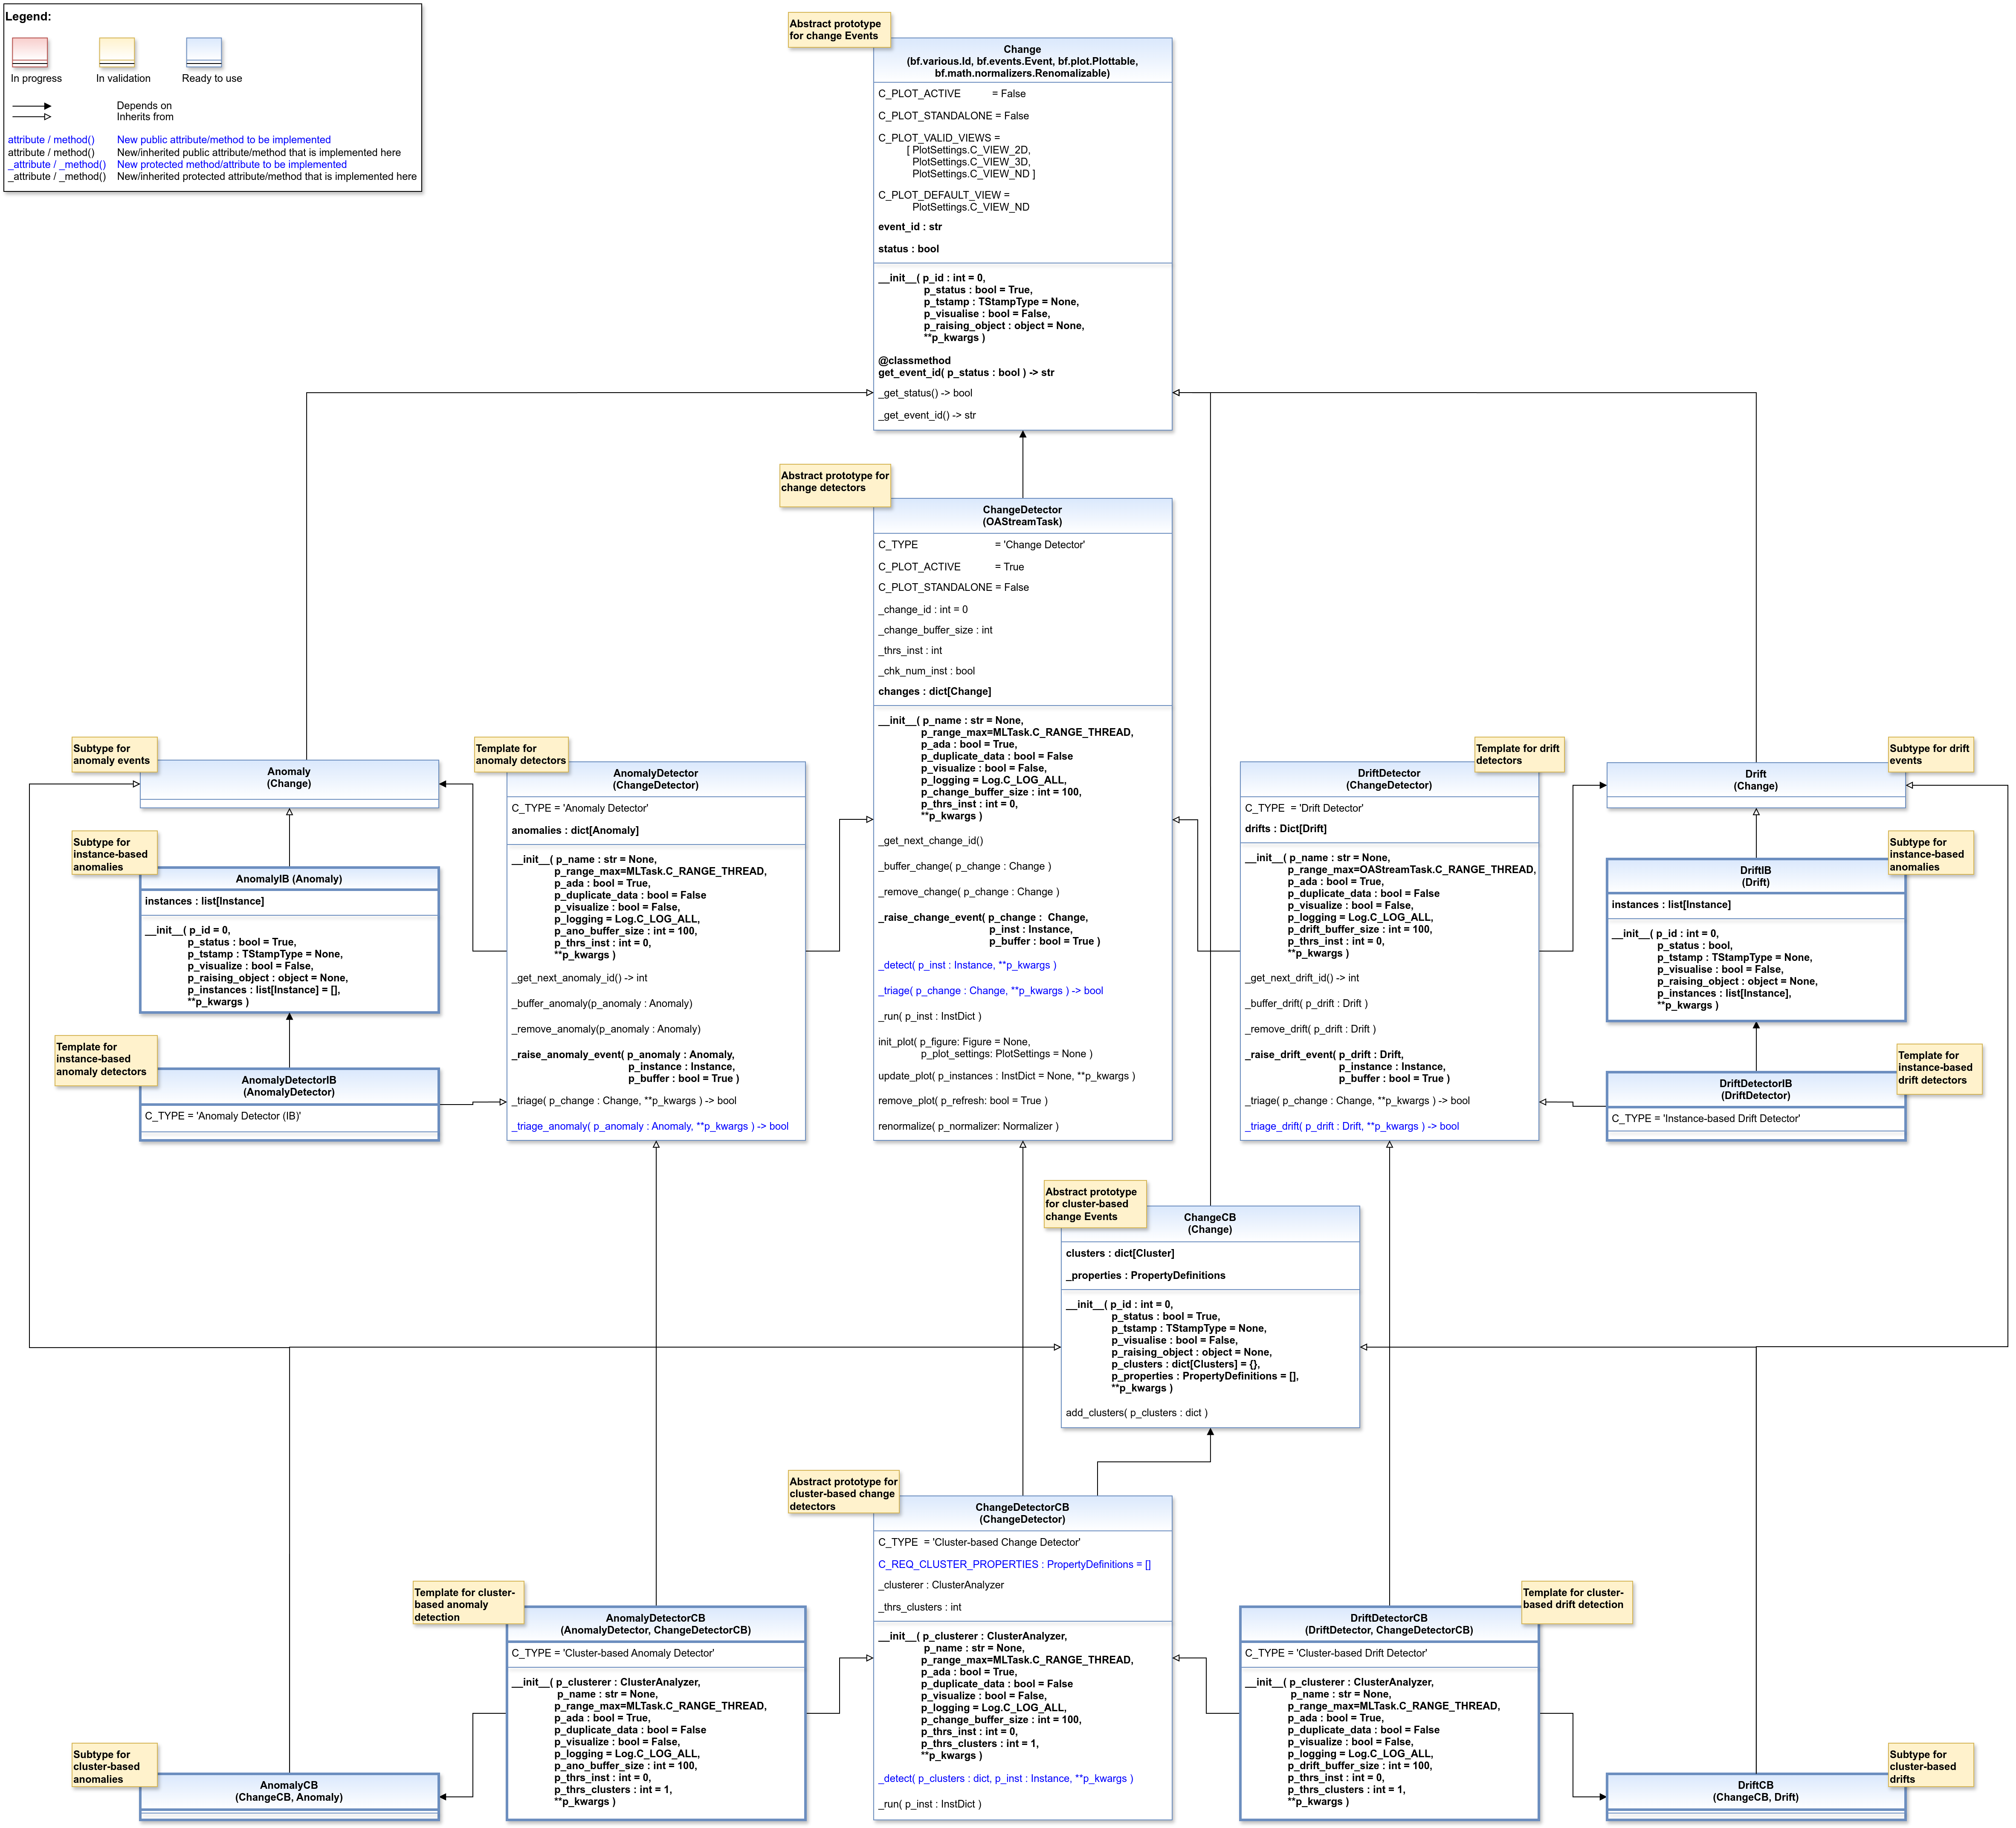 Legend:
In progress
In validation
Ready to use
Depends on
Inherits from
attribute / method() New public attribute/method to be implemented
attribute / method() New/inherited public attribute/method that is implemented here
_attribute / _method() New protected method/attribute to be implemented
_attribute / _method() New/inherited protected attribute/method that is implemented here
Abstract prototype
for change Events
Change
(bf.various.Id, bf.events.Event, bf.plot.Plottable,
bf.math.normalizers.Renomalizable)
C_PLOT_ACTIVE = False
C_PLOT_STANDALONE = False
C_PLOT_VALID_VIEWS =
[ PlotSettings.C_VIEW_2D,
PlotSettings.C_VIEW_3D,
PlotSettings.C_VIEW_ND ]
C_PLOT_DEFAULT_VIEW =
PlotSettings.C_VIEW_ND
event_id : str
status : bool
__init__( p_id : int = 0,
p_status : bool = True,
p_tstamp : TStampType = None,
p_visualise : bool = False,
p_raising_object : object = None,
**p_kwargs )
@classmethod
get_event_id( p_status : bool ) -> str
_get_status() -> bool
_get_event_id() -> str
Abstract prototype for
change detectors
ChangeDetector
(OAStreamTask)
C_TYPE = 'Change Detector'
C_PLOT_ACTIVE = True
C_PLOT_STANDALONE = False
_change_id : int = 0
_change_buffer_size : int
_thrs_inst : int
_chk_num_inst : bool
changes : dict[Change]
__init__( p_name : str = None,
p_range_max=MLTask.C_RANGE_THREAD,
p_ada : bool = True,
p_duplicate_data : bool = False
p_visualize : bool = False,
p_logging = Log.C_LOG_ALL,
p_change_buffer_size : int = 100,
p_thrs_inst : int = 0,
**p_kwargs )
_get_next_change_id()
_buffer_change( p_change : Change )
_remove_change( p_change : Change )
_raise_change_event( p_change : Change,
p_inst : Instance,
p_buffer : bool = True )
_detect( p_inst : Instance, **p_kwargs )
_triage( p_change : Change, **p_kwargs ) -> bool
_run( p_inst : InstDict )
init_plot( p_figure: Figure = None,
p_plot_settings: PlotSettings = None )
update_plot( p_instances : InstDict = None, **p_kwargs )
remove_plot( p_refresh: bool = True )
renormalize( p_normalizer: Normalizer )
Subtype for
anomaly events
Anomaly
(Change)
Subtype for
instance-based
anomalies
AnomalyIB (Anomaly)
instances : list[Instance]
__init__( p_id = 0,
p_status : bool = True,
p_tstamp : TStampType = None,
p_visualize : bool = False,
p_raising_object : object = None,
p_instances : list[Instance] = [],
**p_kwargs )
Template for
instance-based
anomaly detectors
AnomalyDetectorIB
(AnomalyDetector)
C_TYPE = 'Anomaly Detector (IB)'
Template for
anomaly detectors
AnomalyDetector
(ChangeDetector)
C_TYPE = 'Anomaly Detector'
anomalies : dict[Anomaly]
__init__( p_name : str = None,
p_range_max=MLTask.C_RANGE_THREAD,
p_ada : bool = True,
p_duplicate_data : bool = False
p_visualize : bool = False,
p_logging = Log.C_LOG_ALL,
p_ano_buffer_size : int = 100,
p_thrs_inst : int = 0,
**p_kwargs )
_get_next_anomaly_id() -> int
_buffer_anomaly(p_anomaly : Anomaly)
_remove_anomaly(p_anomaly : Anomaly)
_raise_anomaly_event( p_anomaly : Anomaly,
p_instance : Instance,
p_buffer : bool = True )
_triage( p_change : Change, **p_kwargs ) -> bool
_triage_anomaly( p_anomaly : Anomaly, **p_kwargs ) -> bool
Template for drift
detectors
DriftDetector
(ChangeDetector)
C_TYPE = 'Drift Detector'
drifts : Dict[Drift]
__init__( p_name : str = None,
p_range_max=OAStreamTask.C_RANGE_THREAD,
p_ada : bool = True,
p_duplicate_data : bool = False
p_visualize : bool = False,
p_logging = Log.C_LOG_ALL,
p_drift_buffer_size : int = 100,
p_thrs_inst : int = 0,
**p_kwargs )
_get_next_drift_id() -> int
_buffer_drift( p_drift : Drift )
_remove_drift( p_drift : Drift )
_raise_drift_event( p_drift : Drift,
p_instance : Instance,
p_buffer : bool = True )
_triage( p_change : Change, **p_kwargs ) -> bool
_triage_drift( p_drift : Drift, **p_kwargs ) -> bool
Subtype for drift
events
Drift
(Change)
Subtype for
instance-based
anomalies
DriftIB
(Drift)
instances : list[Instance]
__init__( p_id : int = 0,
p_status : bool,
p_tstamp : TStampType = None,
p_visualise : bool = False,
p_raising_object : object = None,
p_instances : list[Instance],
**p_kwargs )
Template for
instance-based
drift detectors
DriftDetectorIB
(DriftDetector)
C_TYPE = 'Instance-based Drift Detector'
Abstract prototype
for cluster-based
change Events
ChangeCB
(Change)
clusters : dict[Cluster]
_properties : PropertyDefinitions
__init__( p_id : int = 0,
p_status : bool = True,
p_tstamp : TStampType = None,
p_visualise : bool = False,
p_raising_object : object = None,
p_clusters : dict[Clusters] = {},
p_properties : PropertyDefinitions = [],
**p_kwargs )
add_clusters( p_clusters : dict )
Abstract prototype for
cluster-based change
detectors
ChangeDetectorCB
(ChangeDetector)
C_TYPE = 'Cluster-based Change Detector'
C_REQ_CLUSTER_PROPERTIES : PropertyDefinitions = []
_clusterer : ClusterAnalyzer
_thrs_clusters : int
__init__( p_clusterer : ClusterAnalyzer,
p_name : str = None,
p_range_max=MLTask.C_RANGE_THREAD,
p_ada : bool = True,
p_duplicate_data : bool = False
p_visualize : bool = False,
p_logging = Log.C_LOG_ALL,
p_change_buffer_size : int = 100,
p_thrs_inst : int = 0,
p_thrs_clusters : int = 1,
**p_kwargs )
_detect( p_clusters : dict, p_inst : Instance, **p_kwargs )
_run( p_inst : InstDict )
Template for cluster-
based anomaly
detection
AnomalyDetectorCB
(AnomalyDetector, ChangeDetectorCB)
C_TYPE = 'Cluster-based Anomaly Detector'
__init__( p_clusterer : ClusterAnalyzer,
p_name : str = None,
p_range_max=MLTask.C_RANGE_THREAD,
p_ada : bool = True,
p_duplicate_data : bool = False
p_visualize : bool = False,
p_logging = Log.C_LOG_ALL,
p_ano_buffer_size : int = 100,
p_thrs_inst : int = 0,
p_thrs_clusters : int = 1,
**p_kwargs )
Template for cluster-
based drift detection
DriftDetectorCB
(DriftDetector, ChangeDetectorCB)
C_TYPE = 'Cluster-based Drift Detector'
__init__( p_clusterer : ClusterAnalyzer,
p_name : str = None,
p_range_max=MLTask.C_RANGE_THREAD,
p_ada : bool = True,
p_duplicate_data : bool = False
p_visualize : bool = False,
p_logging = Log.C_LOG_ALL,
p_drift_buffer_size : int = 100,
p_thrs_inst : int = 0,
p_thrs_clusters : int = 1,
**p_kwargs )
Subtype for
cluster-based
anomalies
AnomalyCB
(ChangeCB, Anomaly)
Subtype for
cluster-based
drifts
DriftCB
(ChangeCB, Drift)